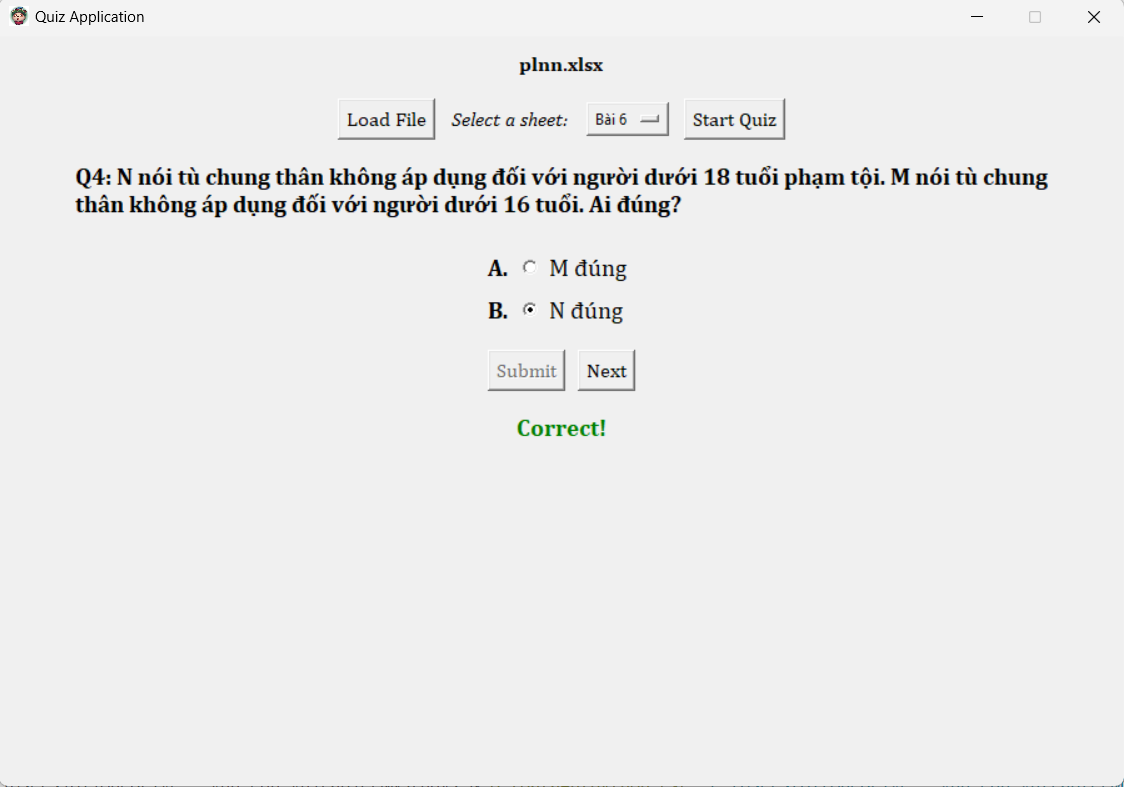 Quiz Application
plnn.xlsx
Load File Select a sheet: Bài 6 Start Quiz
Q4: N nói tù chung thân không áp dụng đối với người dưới 18 tuổi phạm tội. M nói tù chung
thân không áp dụng đối với người dưới 16 tuổi. Ai đúng?
A. M đúng
B. N đúng
Submit Next
Correct!